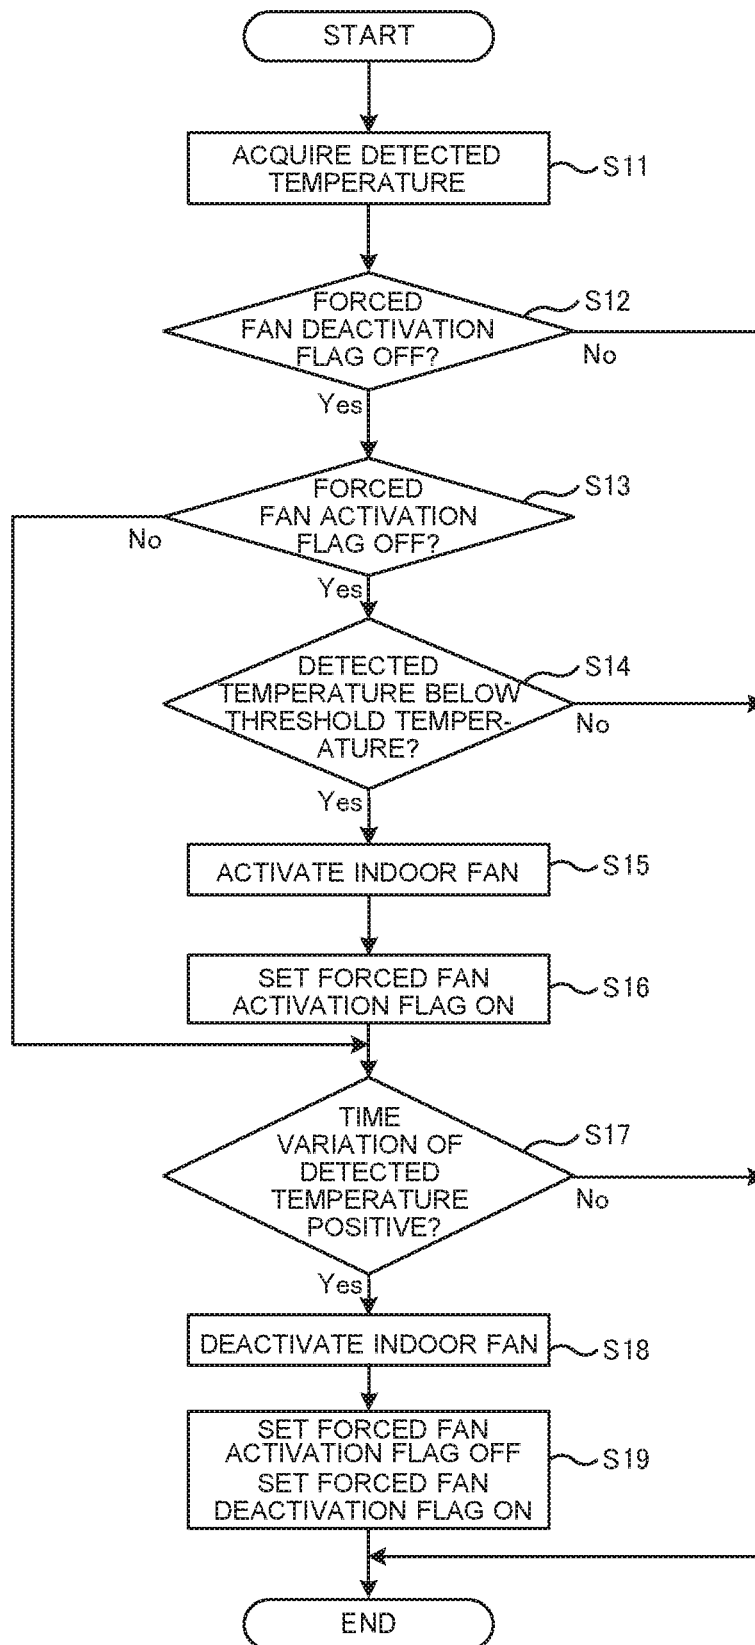 START
ACQUIRE DETECTED
TEMPERATURE
S11
FORCED
FAN DEACTIVATION
FLAG OFF?
S12
No
Yes
FORCED
FAN ACTIVATION
FLAG OFF?
S13
No
Yes
DETECTED
TEMPERATURE BELOW
THRESHOLD TEMPER-
ATURE?
S14
No
Yes
ACTIVATE INDOOR FAN
S15
SET FORCED FAN
ACTIVATION FLAG ON
S16
TIME
VARIATION OF
DETECTED
TEMPERATURE
POSITIVE?
S17
No
Yes
DEACTIVATE INDOOR FAN
S18
SET FORCED FAN
ACTIVATION FLAG OFF
SET FORCED FAN
DEACTIVATION FLAG ON
S19
END